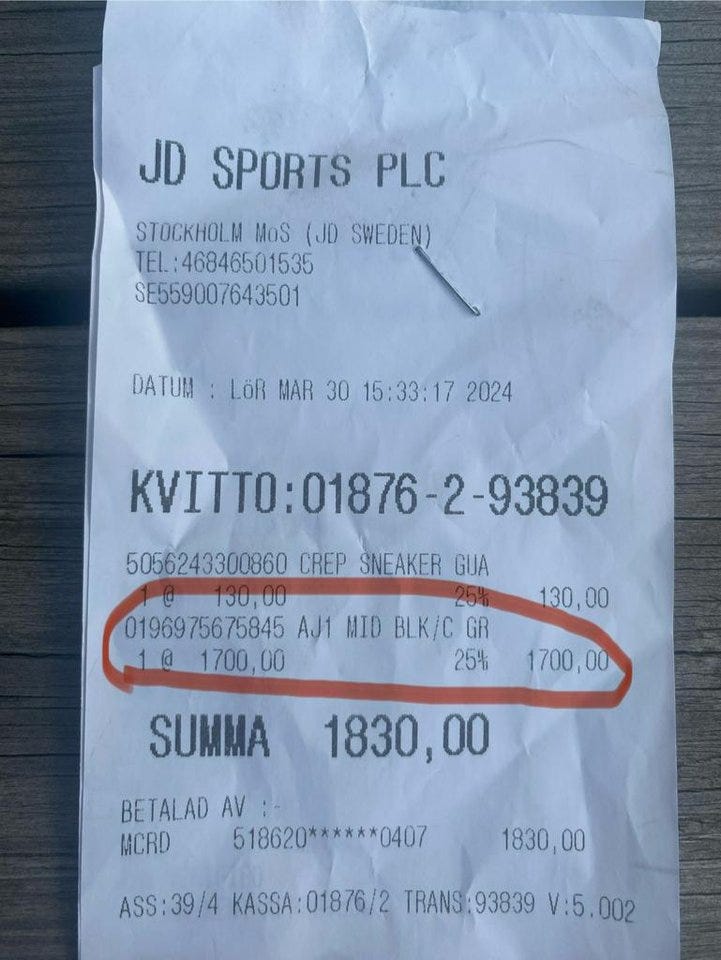 JD SPORTS PLC
STOCKHOLM MoS (JD SWEDEN)
TEL:46846501535
SE559007643501
DATUM : LöR MAR 30 15:33:17 2024
KVITTO:01876-2-93839
5056243300860 CREP SNEAKER GUA
1 @ 130,00 25% 130,00
0196975675845 AJ1 MID BLK/C GR
1 @ 1700,00 25% 1700,00
SUMMA 1830,00
BETALAD AV :-
MCRD 518620******0407 1830,00
ASS:39/4 KASSA:01876/2 TRANS:93839 V:5.002